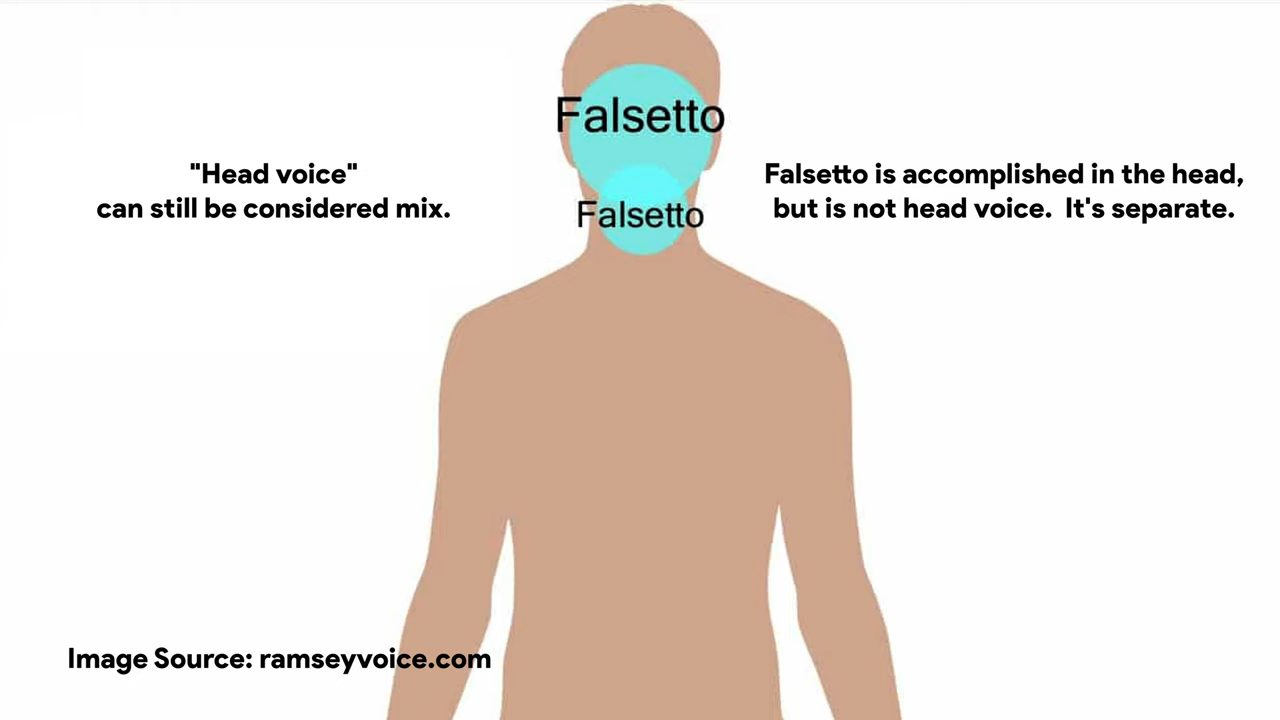 Falsetto
"Head voice"
can still be considered mix.
Falsetto is accomplished in the head,
but is not head voice.  It's separate.
Falsetto
Image Source: ramseyvoice.com